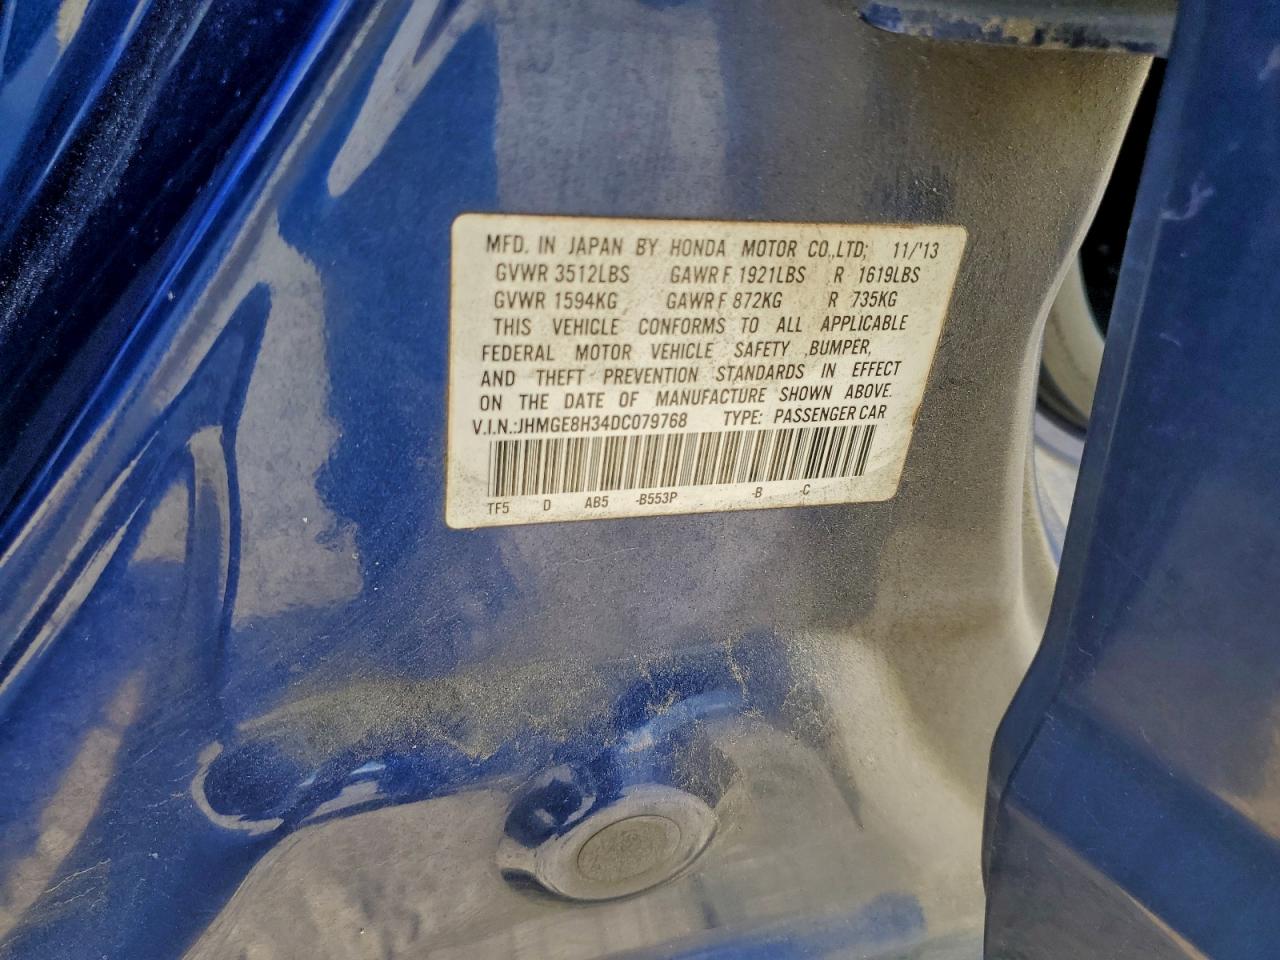 MFD. IN JAPAN BY HONDA MOTOR CO.,LTD; 11/'13
GVWR 3512LBS GAWR F 1921LBS R 1619LBS
GVWR 1594KG GAWR F 872KG R 735KG
THIS VEHICLE CONFORMS TO ALL APPLICABLE
FEDERAL MOTOR VEHICLE SAFETY ,BUMPER,
AND THEFT PREVENTION STANDARDS IN EFFECT
ON THE DATE OF MANUFACTURE SHOWN ABOVE.
V.I.N.:JHMGE8H34DC079768 TYPE: PASSENGER CAR
TF5 D AB5 -B553P - -B -C